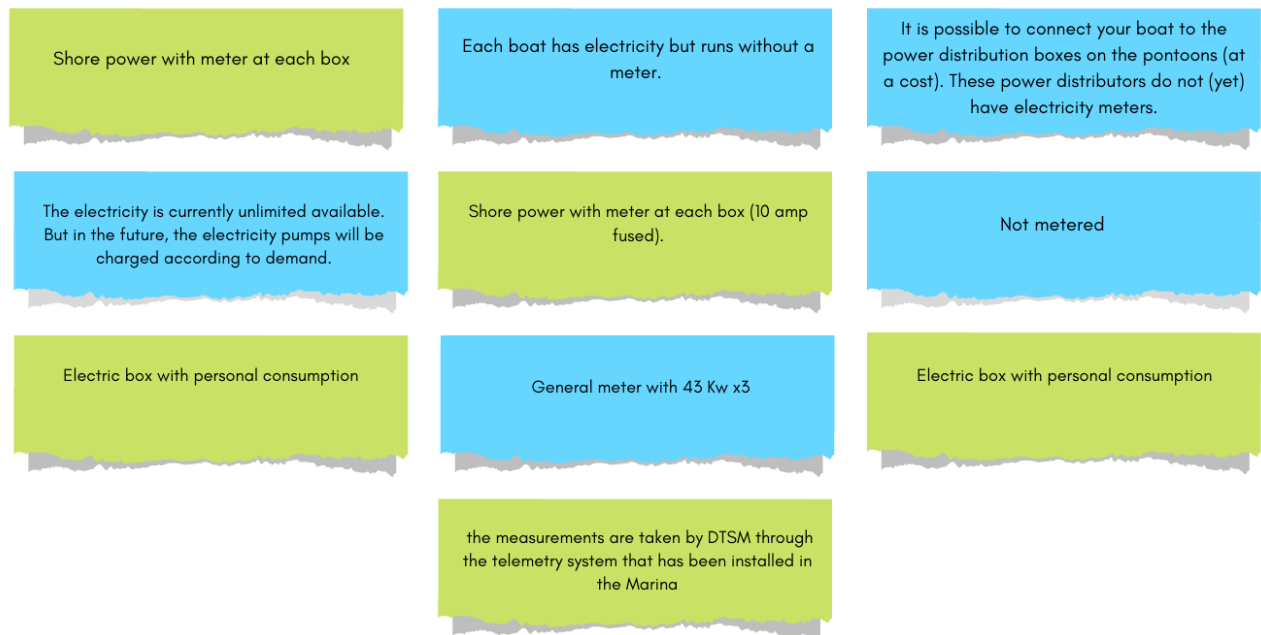 Shore power with meter at each box
Each boat has electricity but runs without a
meter.
It is possible to connect your boat to the
power distribution boxes on the pontoons (at
a cost). These power distributors do not (yet)
have electricity meters.
The electricity is currently unlimited available.
But in the future, the electricity pumps will be
charged according to demand.
Shore power with meter at each box (10 amp
fused).
Not metered
Electric box with personal consumption
General meter with 43 Kw x3
Electric box with personal consumption
the measurements are taken by DTSM through
the telemetry system that has been installed in
the Marina